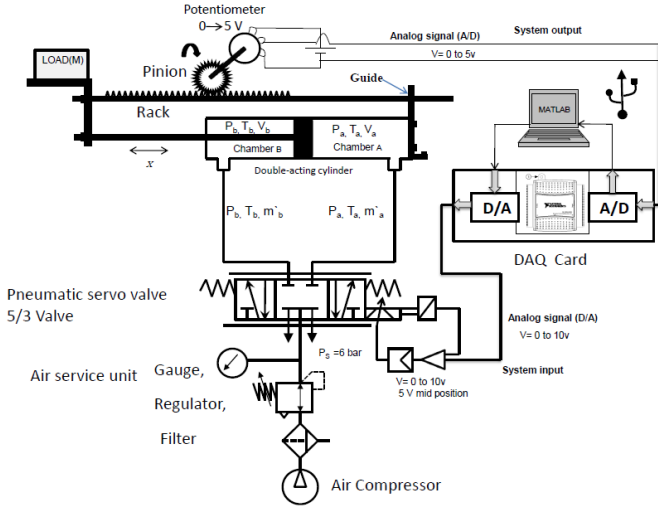 Potentiometer
0→5 V
Analog signal (A/D)
System output
V= 0 to 5v
LOAD(M)
Pinion
Guide
Rack
MATLAB
P_b, T_b, V_b
P_a, T_a, V_a
Chamber B
Chamber A
x
Double-acting cylinder
D/A
A/D
P_b, T_b, m`_b
P_a, T_a, m`_a
DAQ Card
Pneumatic servo valve
5/3 Valve
Analog signal (D/A)
V= 0 to 10v
P_S =6 bar
System input
Air service unit
Gauge,
Regulator,
Filter
V= 0 to 10v
5 V mid position
Air Compressor